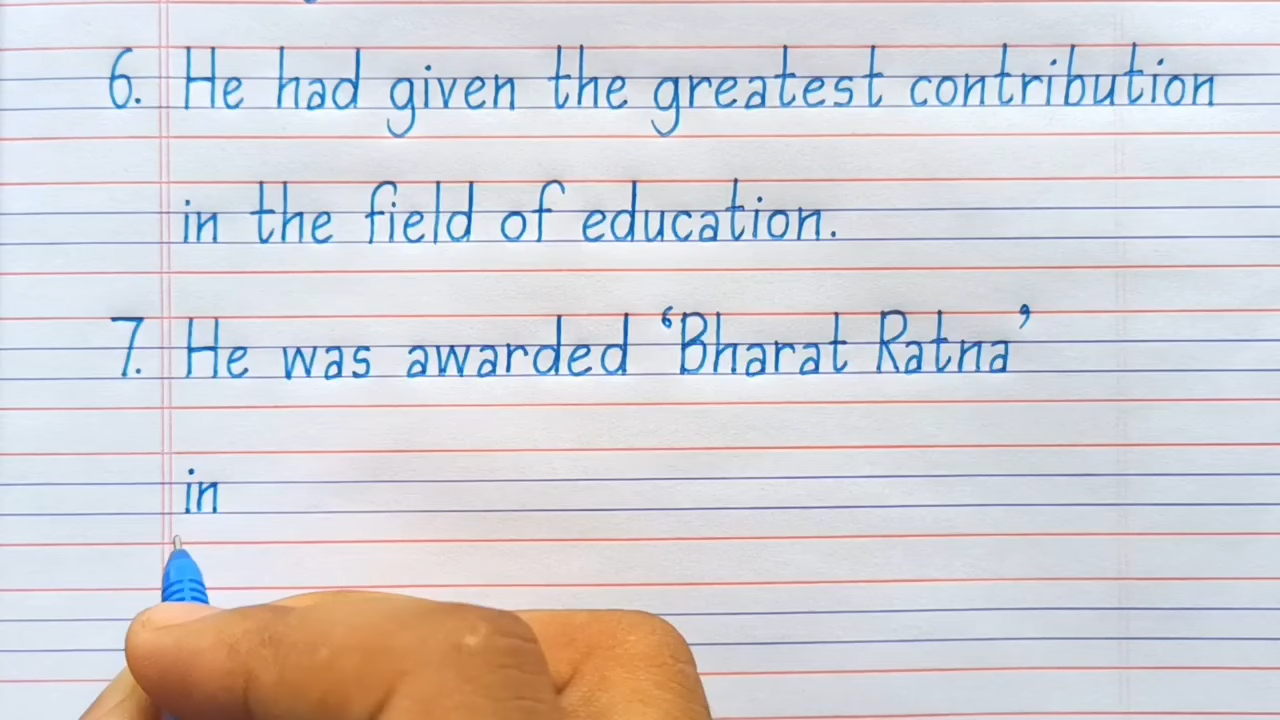 6. He had given the greatest contribution
in the field of education.
7. He was awarded ‘Bharat Ratna’
in